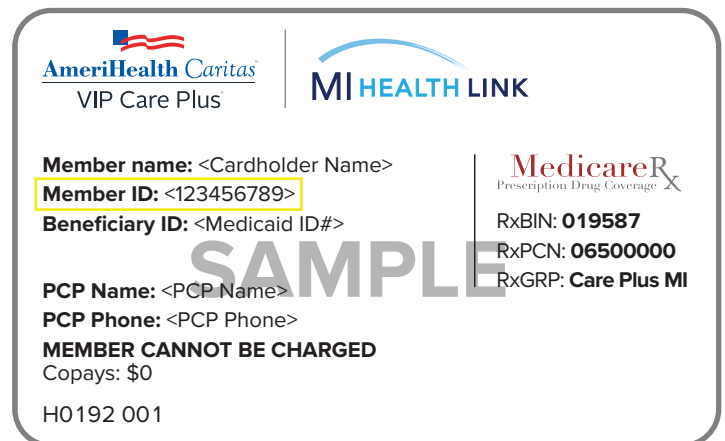 AmeriHealth Caritas
VIP Care Plus
MI HEALTH LINK
Member name: <Cardholder Name>
Member ID: <123456789>
Beneficiary ID: <Medicaid ID#>
SAMPLE
PCP Name: <PCP Name>
PCP Phone: <PCP Phone>
MEMBER CANNOT BE CHARGED
Copays: $0
H0192 001
MedicareRx
Prescription Drug Coverage
RxBIN: 019587
RxPCN: 06500000
RxGRP: Care Plus MI